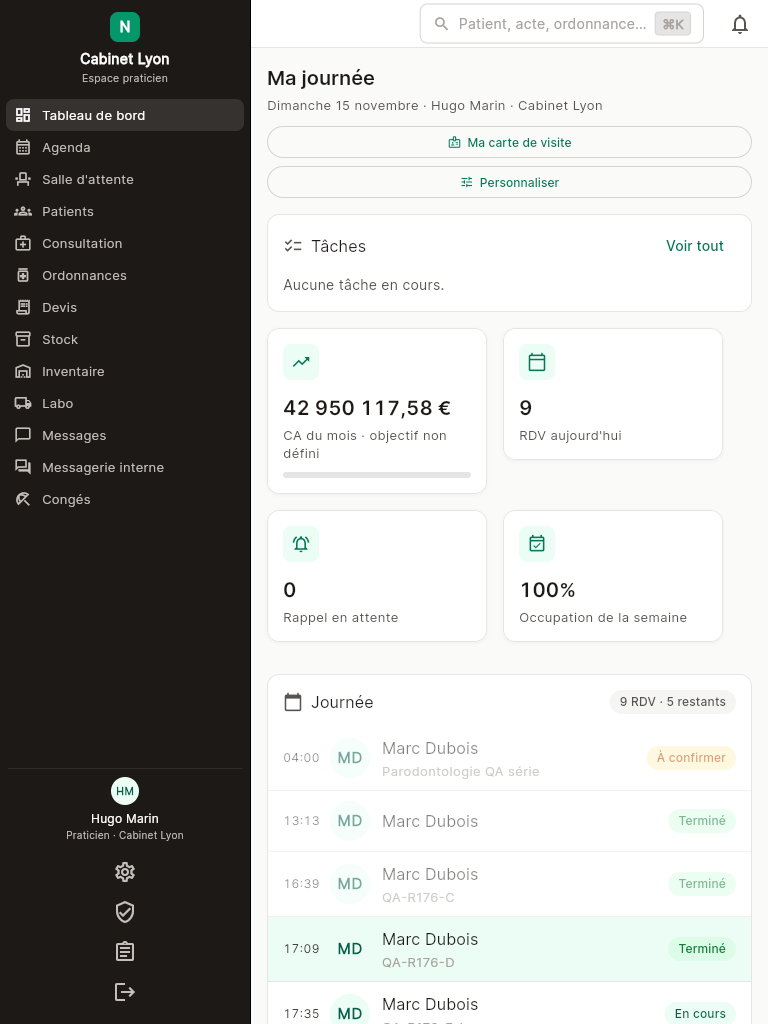 N
Cabinet Lyon
Espace praticien
Tableau de bord
Agenda
Salle d'attente
Patients
Consultation
Ordonnances
Devis
Stock
Inventaire
Labo
Messages
Messagerie interne
Congés
HM
Hugo Marin
Praticien · Cabinet Lyon
Patient, acte, ordonnance... ⌘K
Ma journée
Dimanche 15 novembre · Hugo Marin · Cabinet Lyon
Ma carte de visite
Personnaliser
Tâches Voir tout
Aucune tâche en cours.
42 950 117,58 €
CA du mois · objectif non
défini
9
RDV aujourd'hui
0
Rappel en attente
100%
Occupation de la semaine
Journée 9 RDV · 5 restants
04:00 MD Marc Dubois À confirmer
Parodontologie QA série
13:13 MD Marc Dubois Terminé
16:39 MD Marc Dubois Terminé
QA-R176-C
17:09 MD Marc Dubois Terminé
QA-R176-D
17:35 MD Marc Dubois En cours